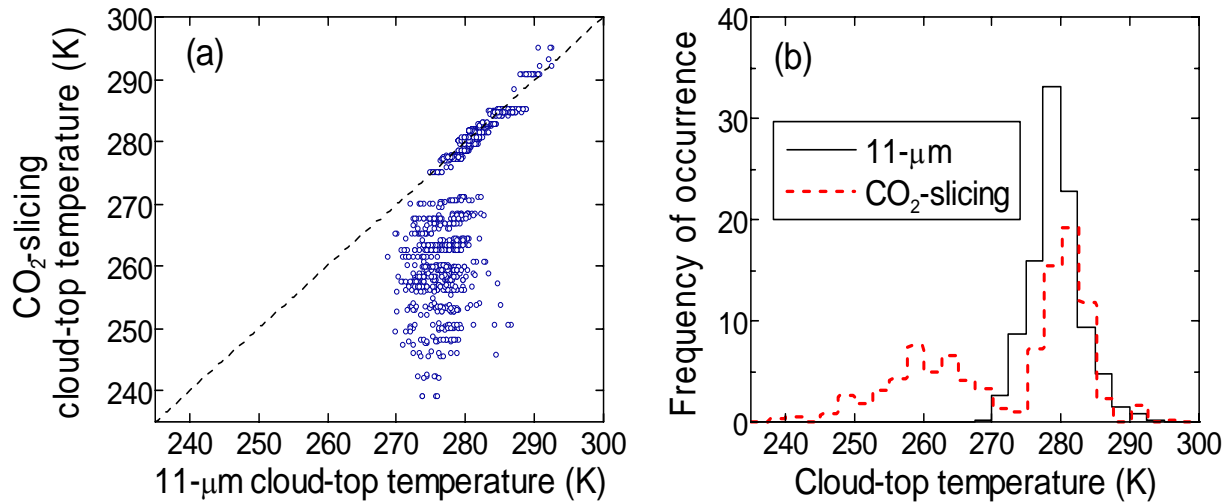 (a)
CO₂-slicing
cloud-top temperature (K)
300
290
280
270
260
250
240
240 250 260 270 280 290 300
11-μm cloud-top temperature (K)
(b)
Frequency of occurrence
40
30
20
10
0
11-μm
CO₂-slicing
240 250 260 270 280 290 300
Cloud-top temperature (K)